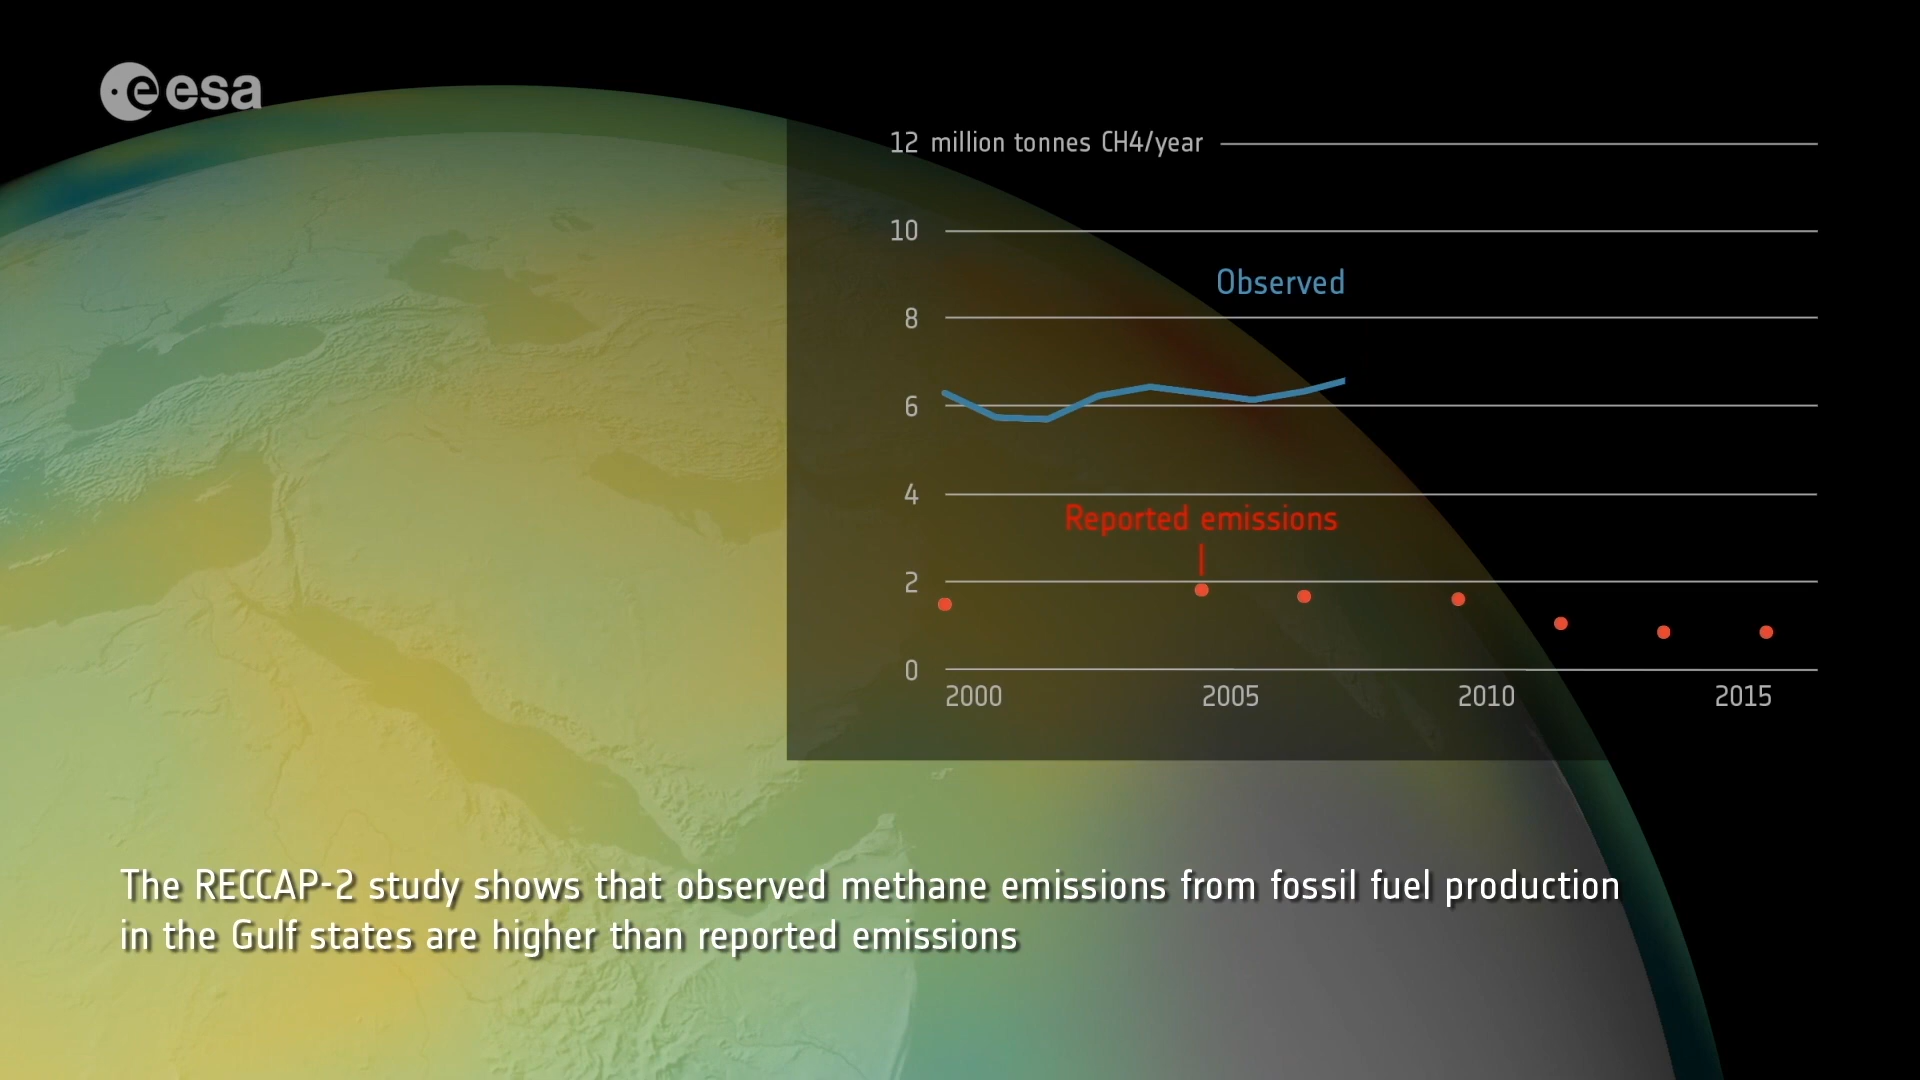 esa
12 million tonnes CH4/year
10
Observed
8
6
4
Reported emissions
2
0
2000 2005 2010 2015
The RECCAP-2 study shows that observed methane emissions from fossil fuel production
in the Gulf states are higher than reported emissions